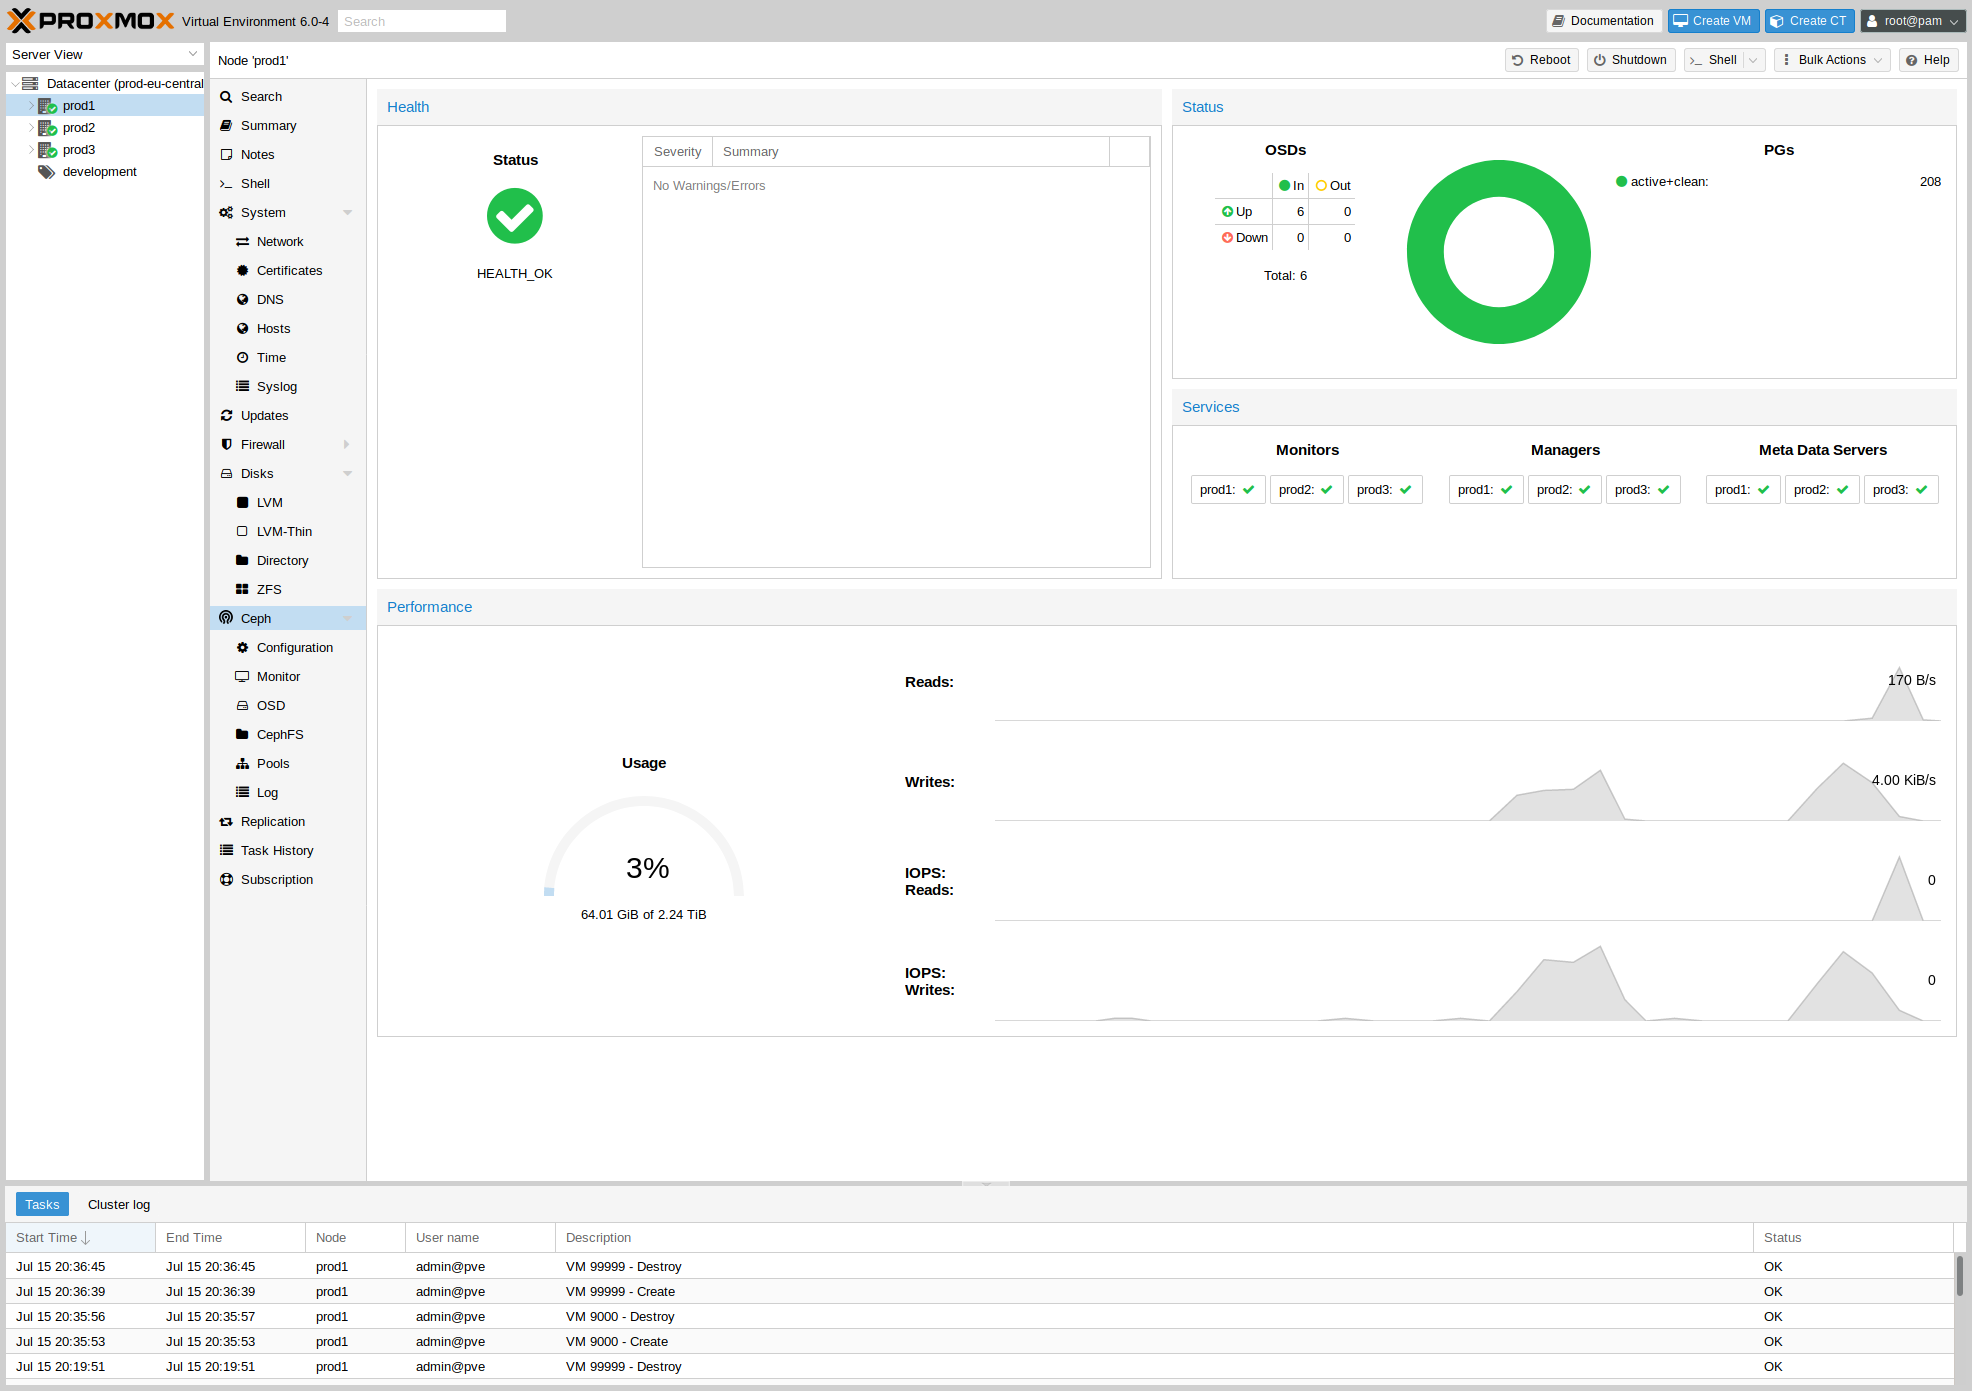 PROXMOX Virtual Environment 6.0-4 Search
Documentation Create VM Create CT root@pam
Server View
Datacenter (prod-eu-central
prod1
prod2
prod3
development
Node 'prod1'
Reboot Shutdown Shell Bulk Actions Help
Search
Summary
Notes
Shell
System
Network
Certificates
DNS
Hosts
Time
Syslog
Updates
Firewall
Disks
LVM
LVM-Thin
Directory
ZFS
Ceph
Configuration
Monitor
OSD
CephFS
Pools
Log
Replication
Task History
Subscription
Health
Status
HEALTH_OK
Severity Summary
No Warnings/Errors
Status
OSDs
In Out
Up 6 0
Down 0 0
Total: 6
PGs
active+clean: 208
Services
Monitors
prod1: prod2: prod3:
Managers
prod1: prod2: prod3:
Meta Data Servers
prod1: prod2: prod3:
Performance
Usage
3%
64.01 GiB of 2.24 TiB
Reads: 170 B/s
Writes: 4.00 KiB/s
IOPS:
Reads: 0
IOPS:
Writes: 0
Tasks Cluster log
Start Time End Time Node User name Description Status
Jul 15 20:36:45 Jul 15 20:36:45 prod1 admin@pve VM 99999 - Destroy OK
Jul 15 20:36:39 Jul 15 20:36:39 prod1 admin@pve VM 99999 - Create OK
Jul 15 20:35:56 Jul 15 20:35:57 prod1 admin@pve VM 9000 - Destroy OK
Jul 15 20:35:53 Jul 15 20:35:53 prod1 admin@pve VM 9000 - Create OK
Jul 15 20:19:51 Jul 15 20:19:51 prod1 admin@pve VM 99999 - Destroy OK